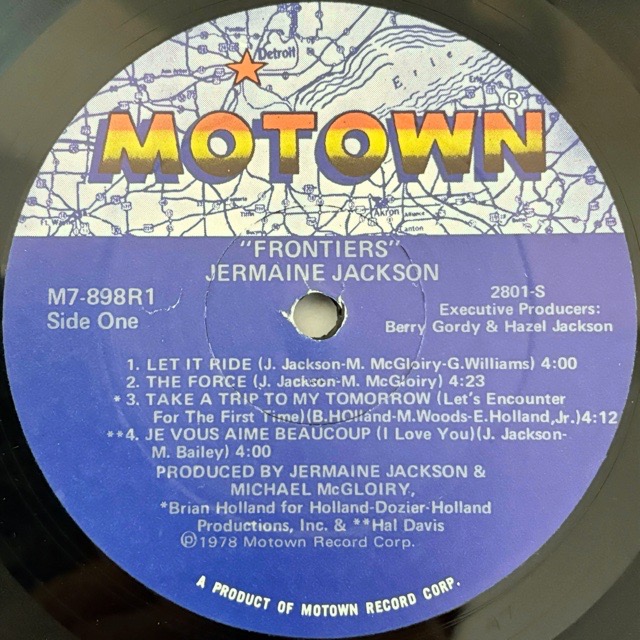 Detroit
Erie
MOTOWN®
Akron
Alliance
Canton
"FRONTIERS"
JERMAINE JACKSON
M7-898R1
Side One
2801-S
Executive Producers:
Berry Gordy & Hazel Jackson
1. LET IT RIDE (J. Jackson-M. McGloiry-G.Williams) 4:00
2. THE FORCE (J. Jackson-M. McGloiry) 4:23
*3. TAKE A TRIP TO MY TOMORROW (Let's Encounter
For The First Time)(B.Holland-M.Woods-E.Holland,Jr.)4:12
**4. JE VOUS AIME BEAUCOUP (I Love You)(J. Jackson-
M. Bailey) 4:00
PRODUCED BY JERMAINE JACKSON &
MICHAEL McGLOIRY,
*Brian Holland for Holland-Dozier-Holland
Productions, Inc. & **Hal Davis
℗1978 Motown Record Corp.
A PRODUCT OF MOTOWN RECORD CORP.